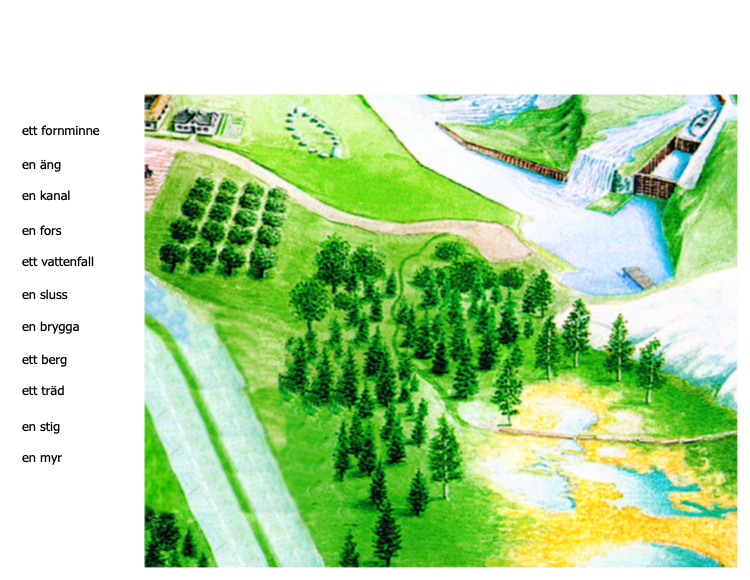 ett fornminne
en äng
en kanal
en fors
ett vattenfall
en sluss
en brygga
ett berg
ett träd
en stig
en myr